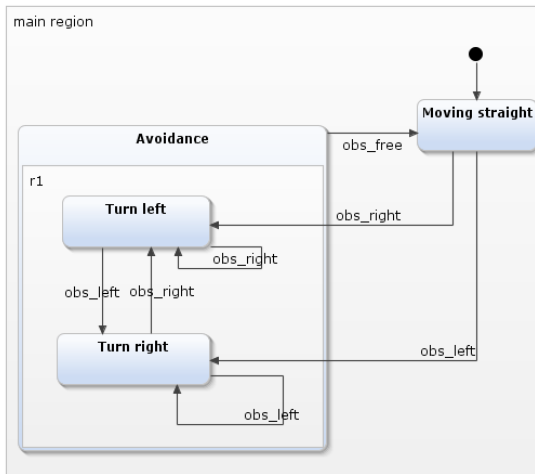 main region
Moving straight
Avoidance
obs_free
r1
Turn left
obs_right
obs_right
obs_left
obs_right
Turn right
obs_left
obs_left